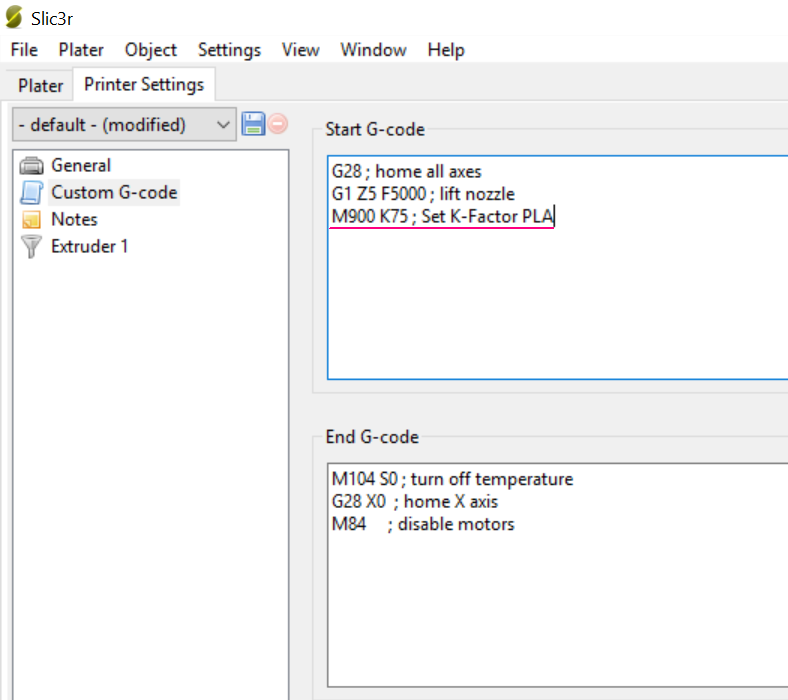 Slic3r
File Plater Object Settings View Window Help
Plater Printer Settings
- default - (modified)
General
Custom G-code
Notes
Extruder 1
Start G-code
G28 ; home all axes
G1 Z5 F5000 ; lift nozzle
M900 K75 ; Set K-Factor PLA
End G-code
M104 S0 ; turn off temperature
G28 X0  ; home X axis
M84     ; disable motors